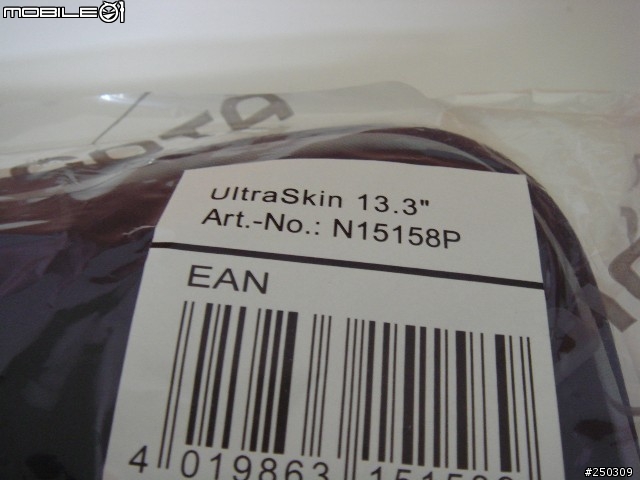 MOBILE01
UltraSkin 13.3"
Art.-No.: N15158P
EAN
4 019863
#250309